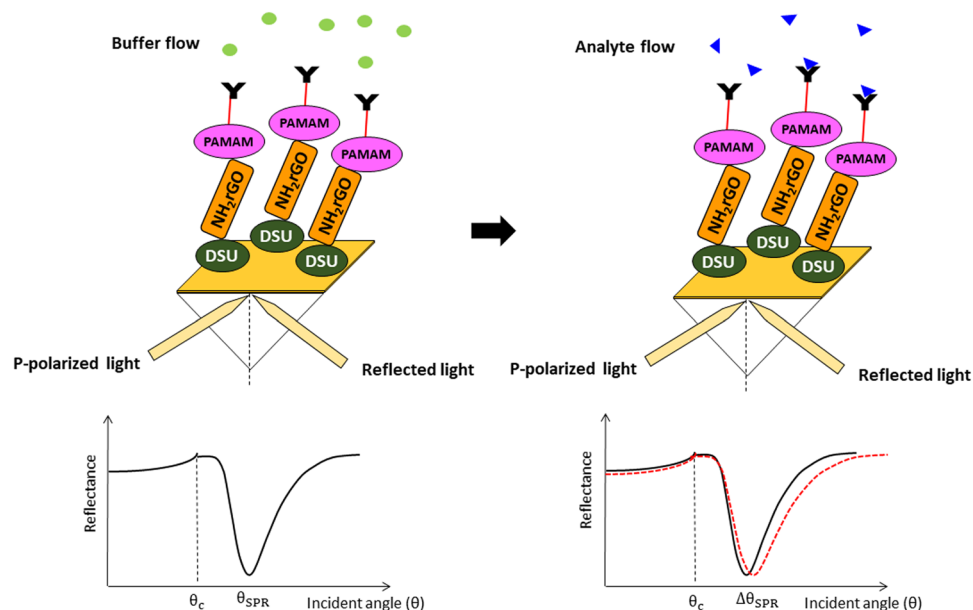 Buffer flow
PAMAM
PAMAM
PAMAM
NH₂rGO
NH₂rGO
NH₂rGO
DSU
DSU
DSU
P-polarized light
Reflected light
Reflectance
θc
θSPR
Incident angle (θ)
Analyte flow
PAMAM
PAMAM
PAMAM
NH₂rGO
NH₂rGO
NH₂rGO
DSU
DSU
DSU
P-polarized light
Reflected light
Reflectance
θc
ΔθSPR
Incident angle (θ)